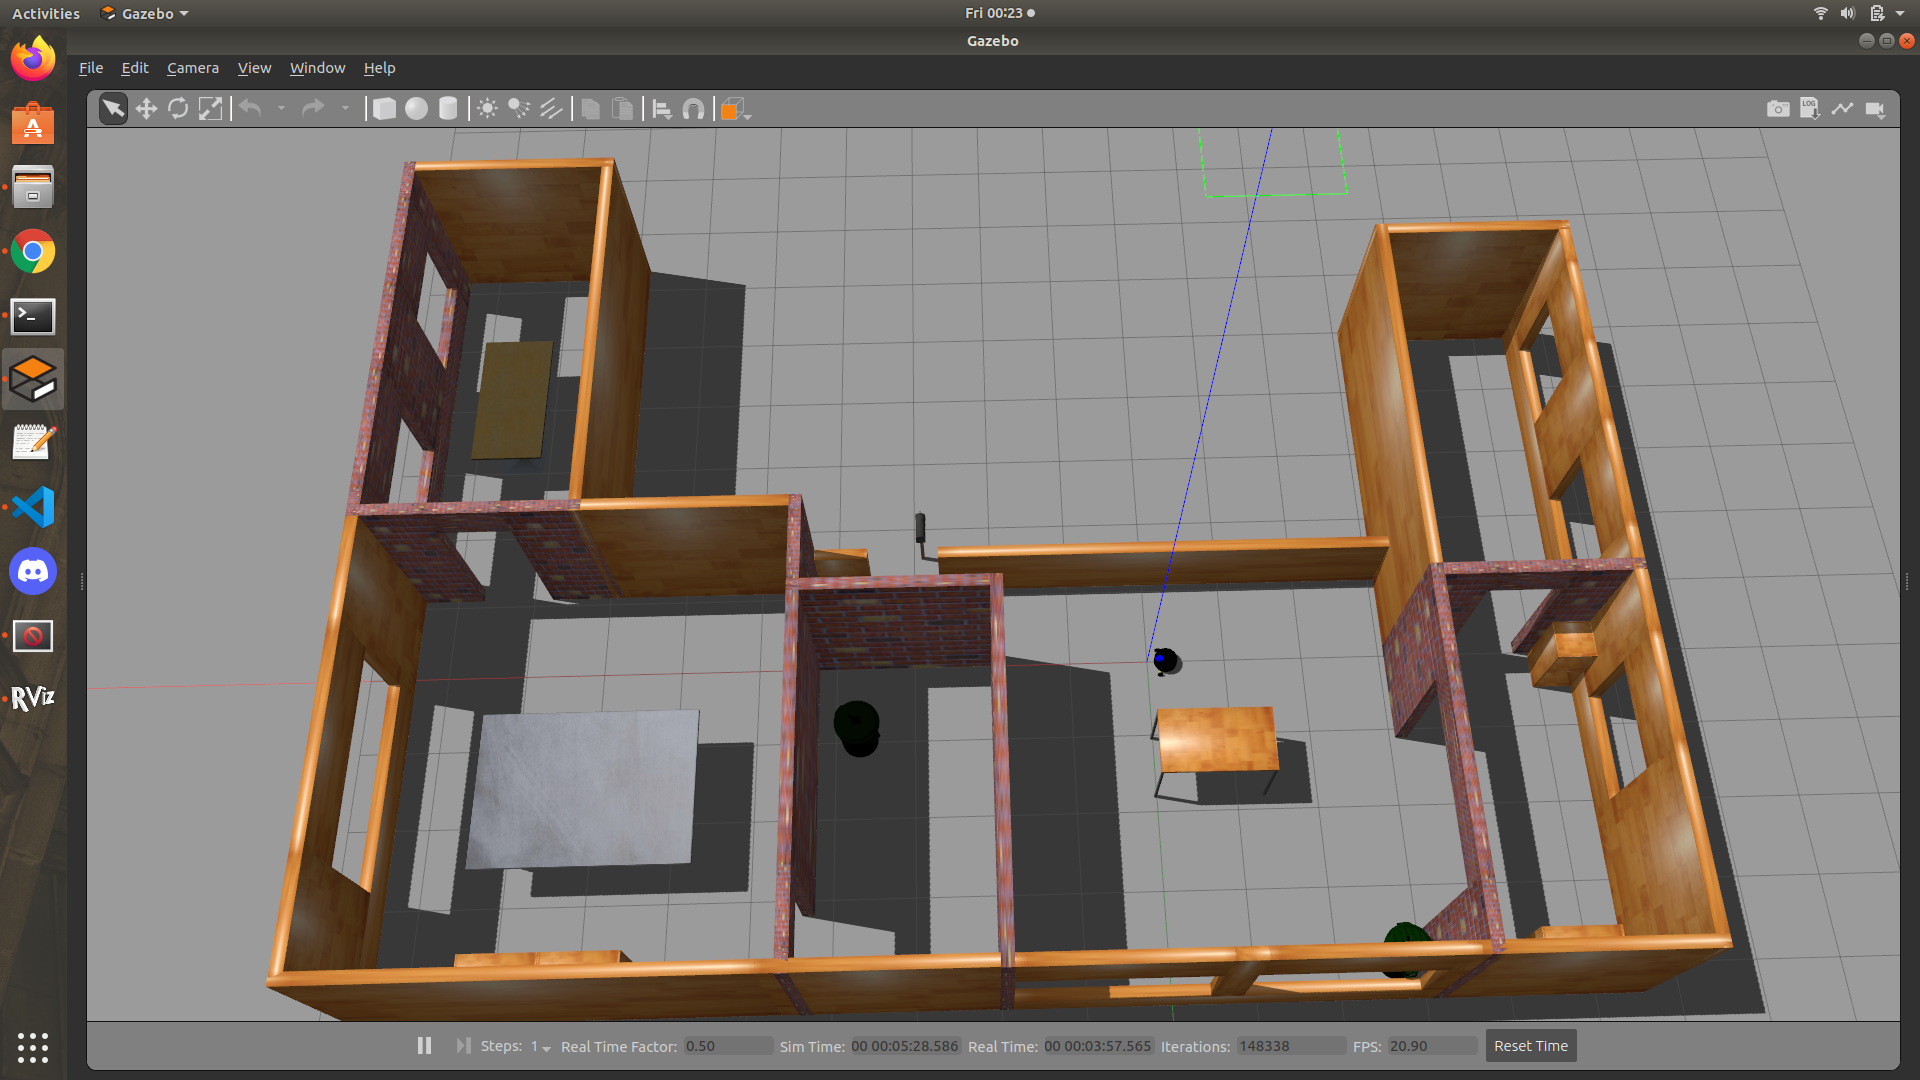 Activities Gazebo Fri 00:23
Gazebo
File Edit Camera View Window Help
LOG
RViz
Steps: 1 Real Time Factor: 0.50 Sim Time: 00 00:05:28.586 Real Time: 00 00:03:57.565 Iterations: 148338 FPS: 20.90 Reset Time